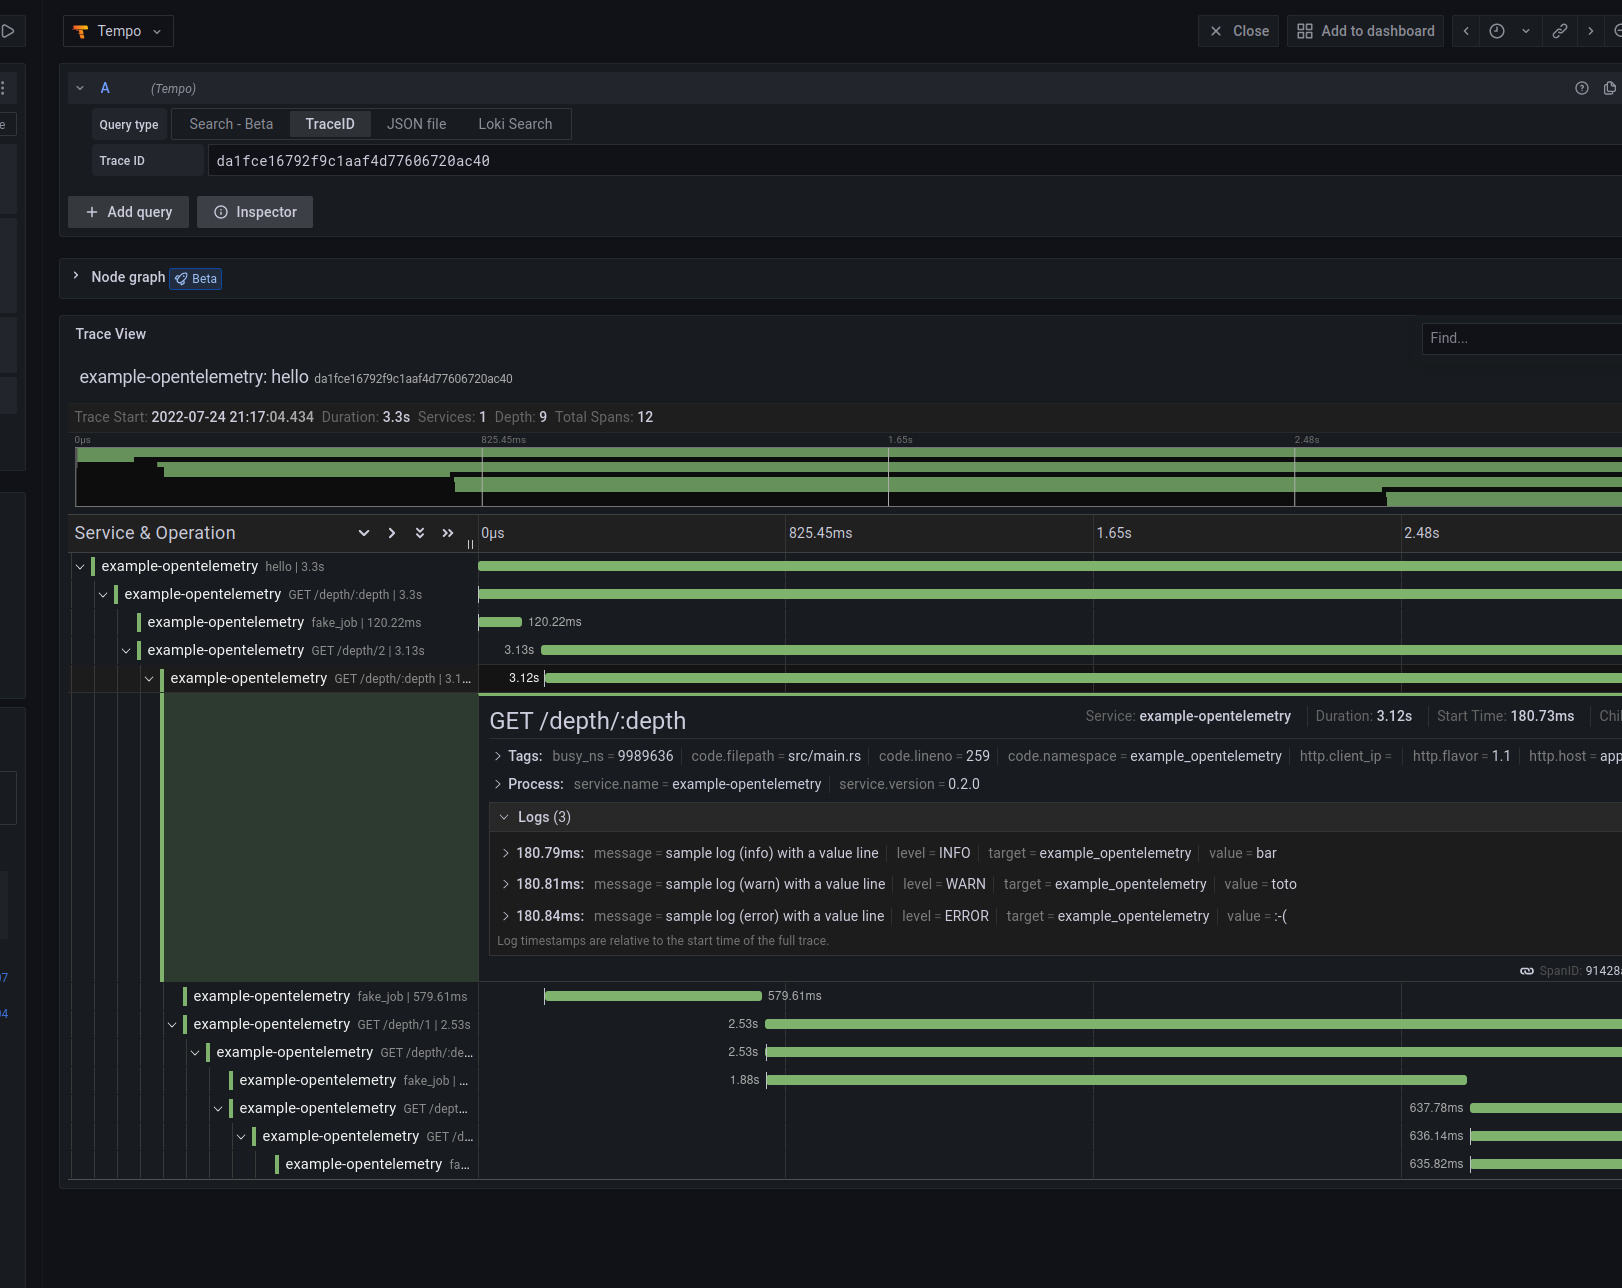 Tempo
Close
Add to dashboard
A (Tempo)
e
Query type Search - Beta TraceID JSON file Loki Search
Trace ID da1fce16792f9c1aaf4d77606720ac40
+ Add query Inspector
Node graph Beta
Trace View
Find...
example-opentelemetry: hello da1fce16792f9c1aaf4d77606720ac40
Trace Start: 2022-07-24 21:17:04.434 Duration: 3.3s Services: 1 Depth: 9 Total Spans: 12
0μs 825.45ms 1.65s 2.48s
Service & Operation 0μs 825.45ms 1.65s 2.48s
example-opentelemetry hello | 3.3s
example-opentelemetry GET /depth/:depth | 3.3s
example-opentelemetry fake_job | 120.22ms 120.22ms
example-opentelemetry GET /depth/2 | 3.13s 3.13s
example-opentelemetry GET /depth/:depth | 3.1... 3.12s
GET /depth/:depth Service: example-opentelemetry Duration: 3.12s Start Time: 180.73ms Chil
Tags: busy_ns = 9989636 code.filepath = src/main.rs code.lineno = 259 code.namespace = example_opentelemetry http.client_ip = http.flavor = 1.1 http.host = app
Process: service.name = example-opentelemetry service.version = 0.2.0
Logs (3)
180.79ms: message = sample log (info) with a value line level = INFO target = example_opentelemetry value = bar
180.81ms: message = sample log (warn) with a value line level = WARN target = example_opentelemetry value = toto
180.84ms: message = sample log (error) with a value line level = ERROR target = example_opentelemetry value = :-(
Log timestamps are relative to the start time of the full trace.
SpanID: 91428
example-opentelemetry fake_job | 579.61ms 579.61ms
example-opentelemetry GET /depth/1 | 2.53s 2.53s
example-opentelemetry GET /depth/:de... 2.53s
example-opentelemetry fake_job | ... 1.88s
example-opentelemetry GET /dept... 637.78ms
example-opentelemetry GET /d... 636.14ms
example-opentelemetry fa... 635.82ms